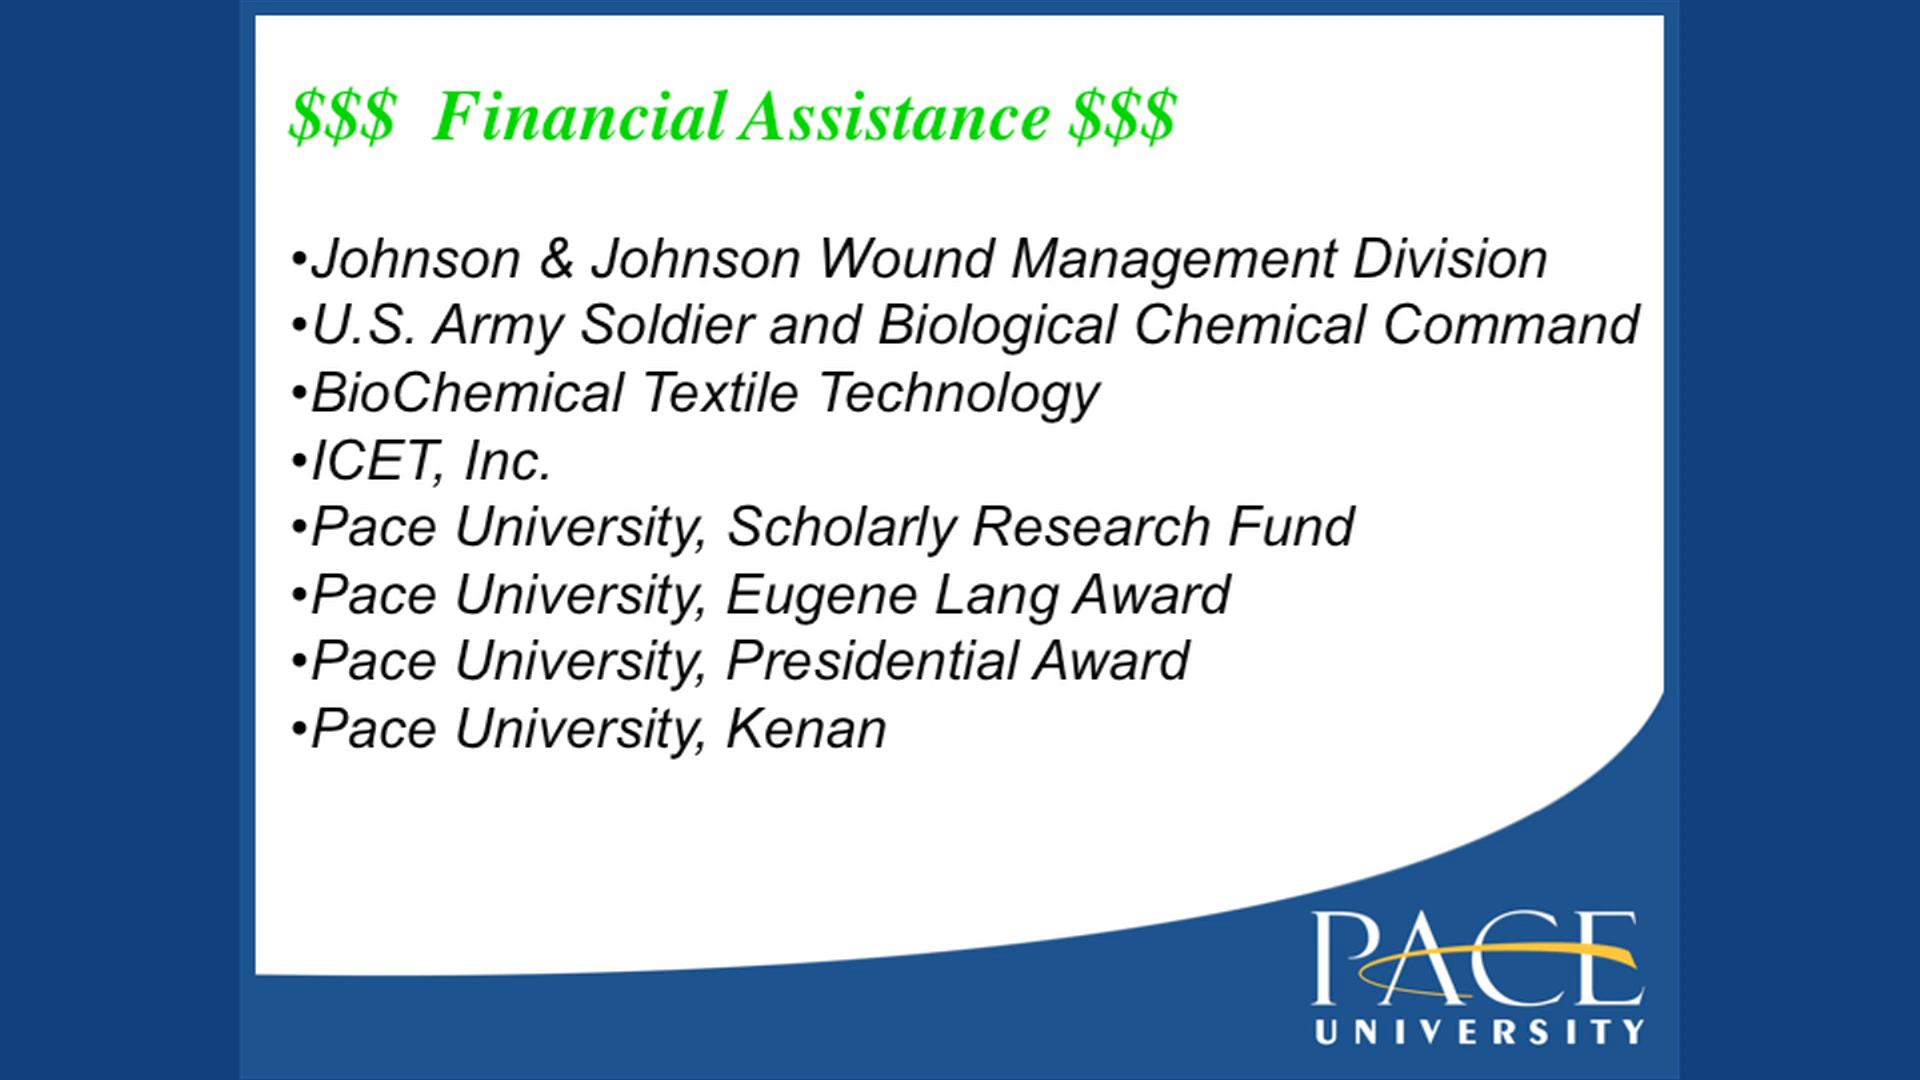 $$$ Financial Assistance $$$
•Johnson & Johnson Wound Management Division
•U.S. Army Soldier and Biological Chemical Command
•BioChemical Textile Technology
•ICET, Inc.
•Pace University, Scholarly Research Fund
•Pace University, Eugene Lang Award
•Pace University, Presidential Award
•Pace University, Kenan
PACE
UNIVERSITY